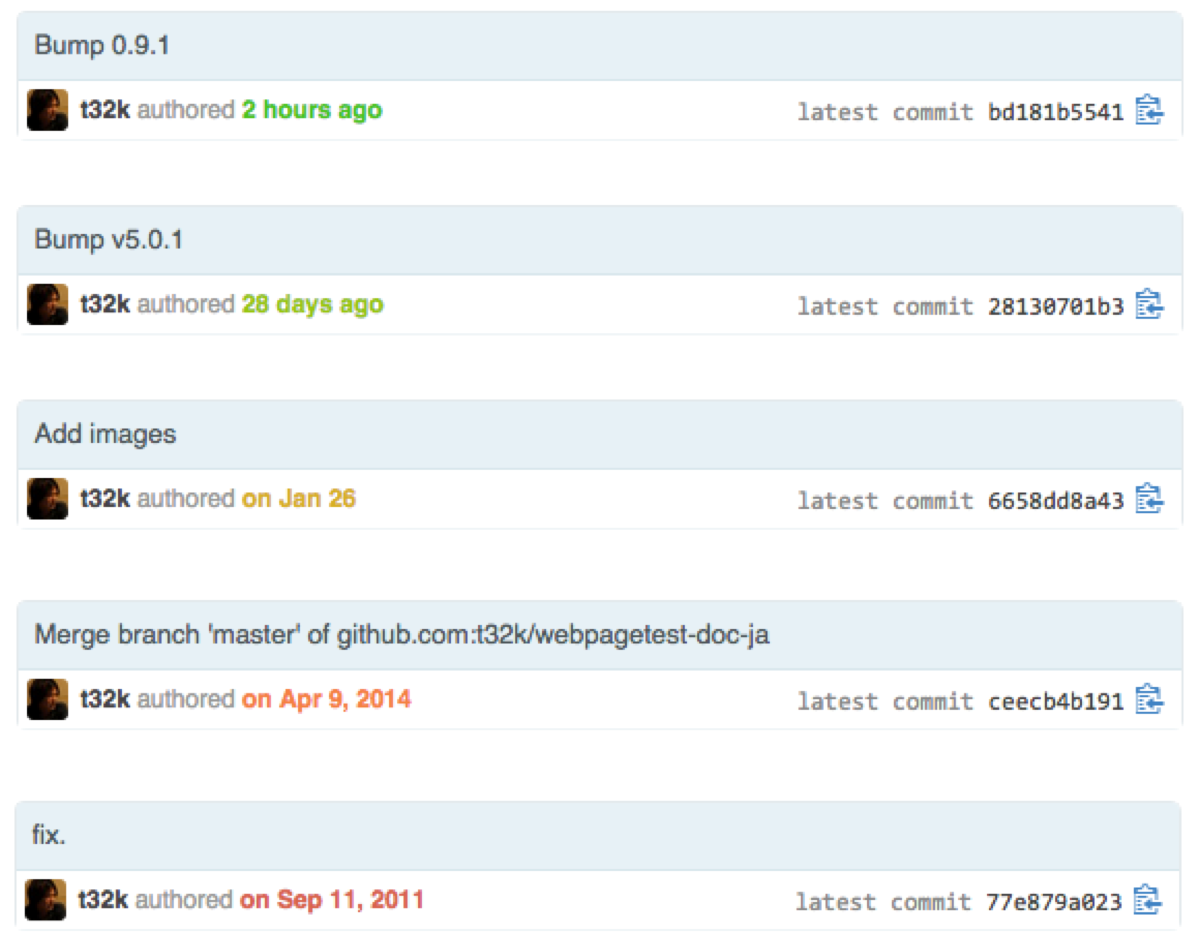 Bump 0.9.1
t32k authored 2 hours ago latest commit bd181b5541
Bump v5.0.1
t32k authored 28 days ago latest commit 28130701b3
Add images
t32k authored on Jan 26 latest commit 6658dd8a43
Merge branch 'master' of github.com:t32k/webpagetest-doc-ja
t32k authored on Apr 9, 2014 latest commit ceecb4b191
fix.
t32k authored on Sep 11, 2011 latest commit 77e879a023